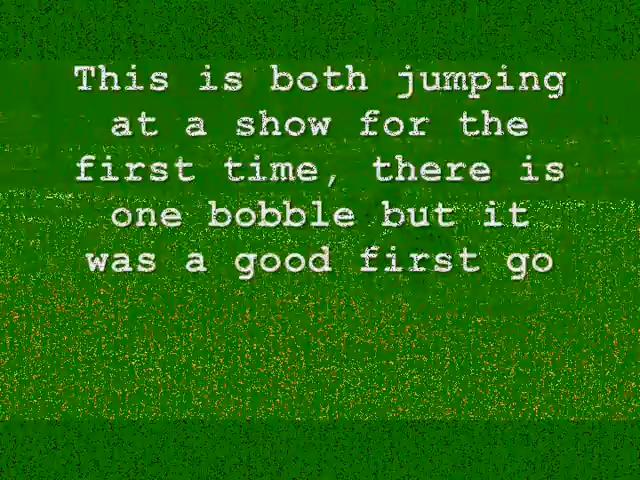 This is both jumping
at a show for the
first time, there is
one bobble but it
was a good first go